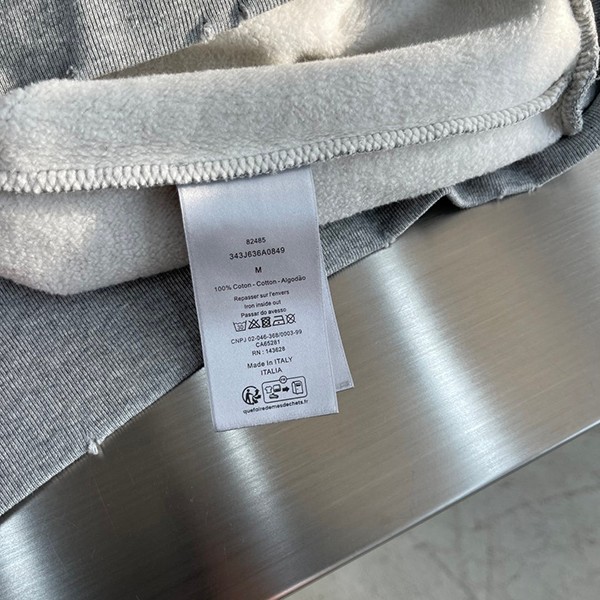 82485
343J636A0849
M
100% Coton - Cotton - Algodão
Repasser sur l'envers
Iron inside out
Passar do avesso
CNPJ 02-046-368/0003-99
CA65281
RN : 143628
Made in ITALY
ITALIA
quefairedemesdechets.fr